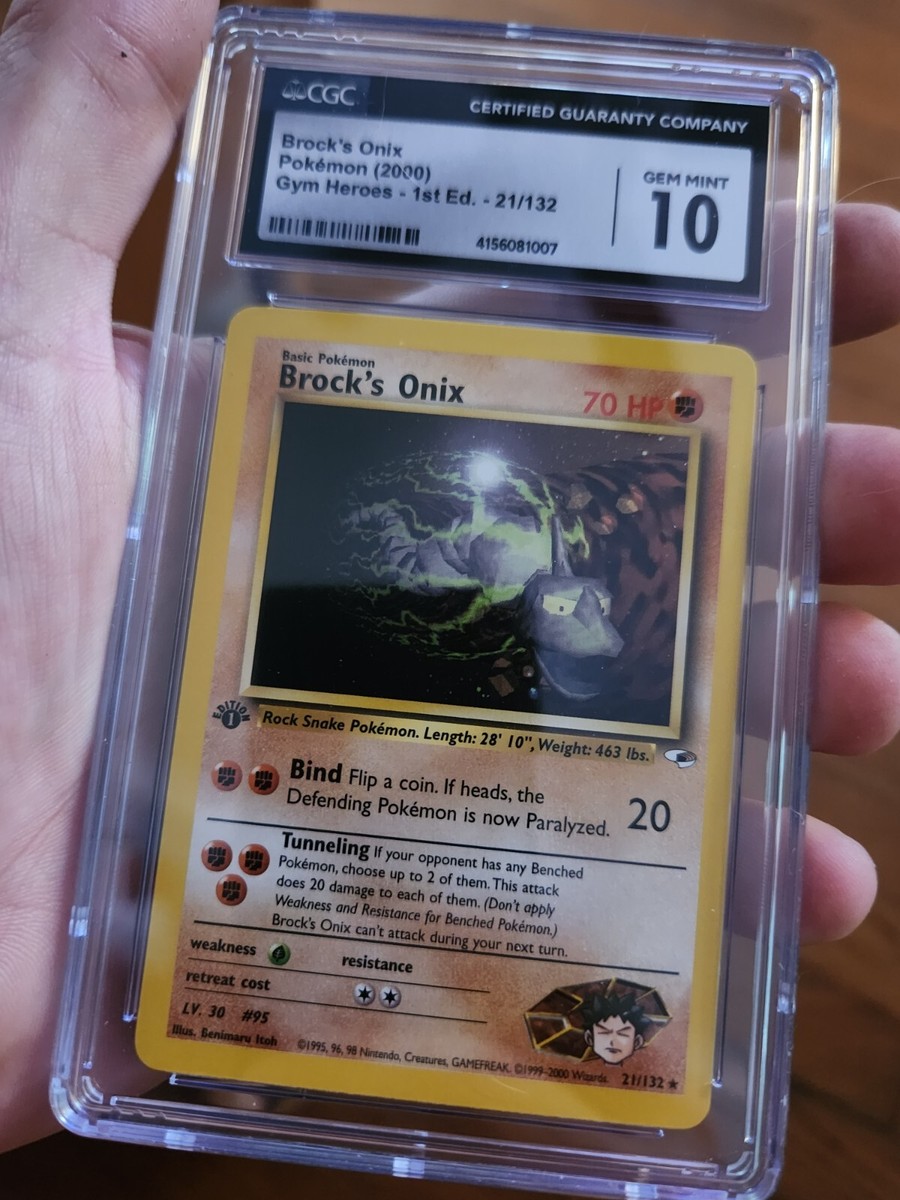 CGC
CERTIFIED GUARANTY COMPANY
Brock's Onix
Pokémon (2000)
Gym Heroes - 1st Ed. - 21/132
4156081007
GEM MINT
10
Basic Pokémon
Brock's Onix
70 HP
EDITION
1
Rock Snake Pokémon. Length: 28' 10", Weight: 463 lbs.
Bind Flip a coin. If heads, the
Defending Pokémon is now Paralyzed.
20
Tunneling If your opponent has any Benched
Pokémon, choose up to 2 of them. This attack
does 20 damage to each of them. (Don't apply
Weakness and Resistance for Benched Pokémon.)
Brock's Onix can't attack during your next turn.
weakness
resistance
retreat cost
LV. 30 #95
Illus. Benimaru Itoh
©1995, 96, 98 Nintendo, Creatures, GAMEFREAK. ©1999-2000 Wizards.
21/132 ★